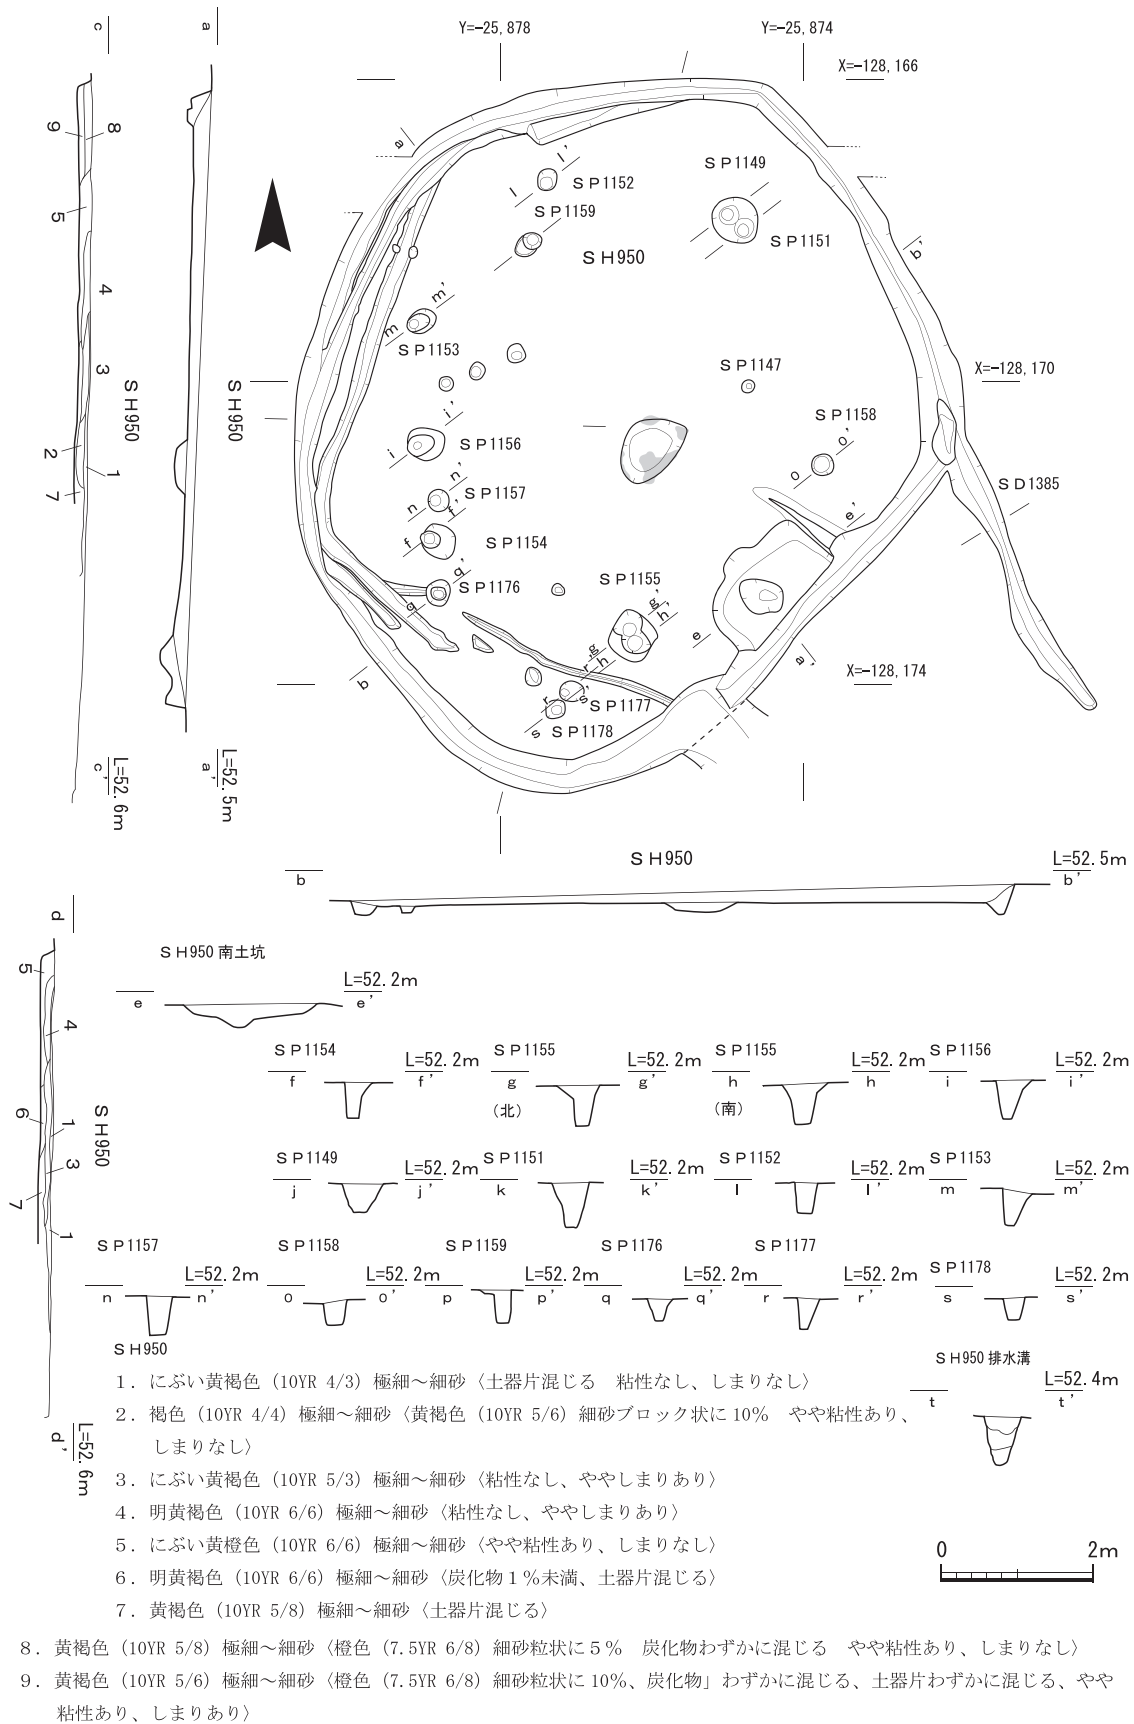 Y=-25,878
Y=-25,874
X=-128,166
c
a
9
8
5
4
3
2
1
7
SH950
SH950
c'
L=52.6m
a'
L=52.5m
a
l'
l
SP1152
SP1159
SP1149
SP1151
SH950
b'
m'
m
SP1153
SP1147
X=-128,170
SP1158
i'
i
SP1156
o'
o
n'
n
SP1157
f'
f
SP1154
SD1385
e'
q'
q
SP1176
SP1155
g'
h'
g
h
e
a'
b
r'
r
s'
s
SP1177
SP1178
X=-128,174
SH950
b
L=52.5m
b'
d
5
4
6
1
3
7
1
SH950
d'
L=52.6m
SH950 南土坑
e
L=52.2m
e'
SP1154
f
L=52.2m
f'
SP1155
g
(北)
L=52.2m
g'
SP1155
h
(南)
L=52.2m
h
SP1156
i
L=52.2m
i'
SP1149
j
L=52.2m
j'
SP1151
k
L=52.2m
k'
SP1152
l
L=52.2m
l'
SP1153
m
L=52.2m
m'
SP1157
n
L=52.2m
n'
SP1158
o
L=52.2m
o'
SP1159
p
L=52.2m
p'
SP1176
q
L=52.2m
q'
SP1177
r
L=52.2m
r'
SP1178
s
L=52.2m
s'
SH950 排水溝
t
L=52.4m
t'
SH950
1．にぶい黄褐色（10YR 4/3）極細～細砂〈土器片混じる　粘性なし、しまりなし〉
2．褐色（10YR 4/4）極細～細砂〈黄褐色（10YR 5/6）細砂ブロック状に10％　やや粘性あり、
しまりなし〉
3．にぶい黄褐色（10YR 5/3）極細～細砂〈粘性なし、ややしまりあり〉
4．明黄褐色（10YR 6/6）極細～細砂〈粘性なし、ややしまりあり〉
5．にぶい黄橙色（10YR 6/6）極細～細砂〈やや粘性あり、しまりなし〉
6．明黄褐色（10YR 6/6）極細～細砂〈炭化物１％未満、土器片混じる〉
7．黄褐色（10YR 5/8）極細～細砂〈土器片混じる〉
8．黄褐色（10YR 5/8）極細～細砂〈橙色（7.5YR 6/8）細砂粒状に５％　炭化物わずかに混じる　やや粘性あり、しまりなし〉
9．黄褐色（10YR 5/6）極細～細砂〈橙色（7.5YR 6/8）細砂粒状に10％、炭化物」わずかに混じる、土器片わずかに混じる、やや
粘性あり、しまりあり〉
0
2m